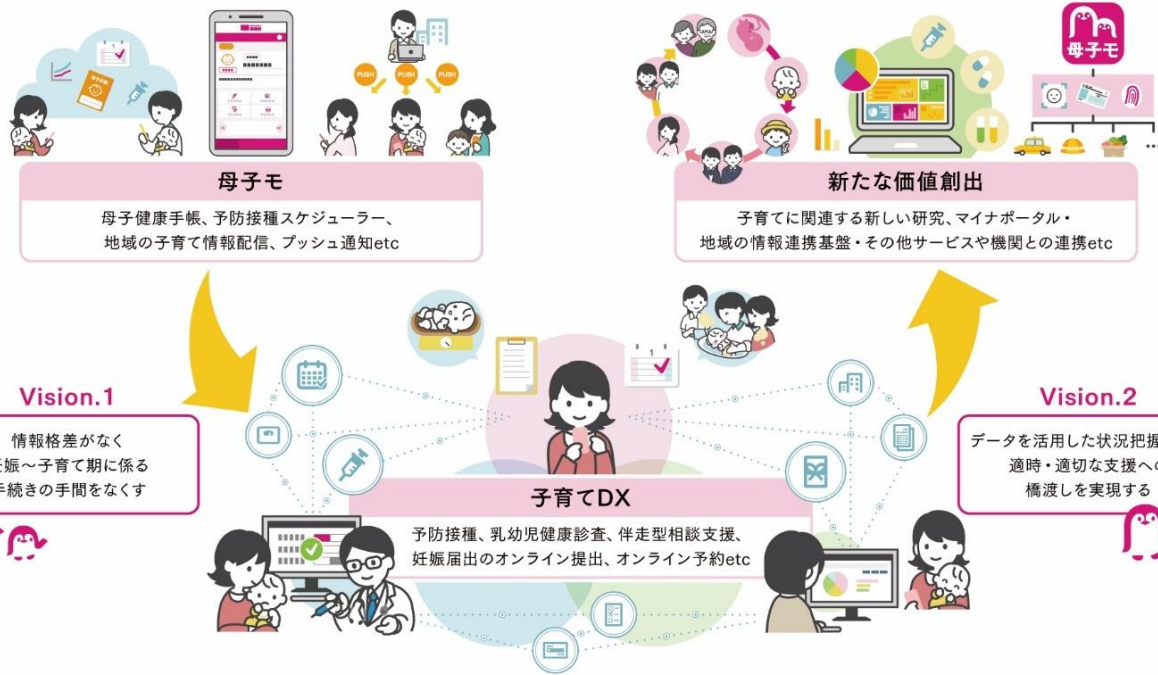 PUSH
PUSH
PUSH
母子モ
母子モ
母子健康手帳、予防接種スケジューラー、
地域の子育て情報配信、プッシュ通知etc
新たな価値創出
子育てに関連する新しい研究、マイナポータル・
地域の情報連携基盤・その他サービスや機関との連携etc
Vision.1
情報格差がなく
妊娠〜子育て期に係る
手続きの手間をなくす
1
子育てDX
予防接種、乳幼児健康診査、伴走型相談支援、
妊娠届出のオンライン提出、オンライン予約etc
Vision.2
データを活用した状況把握
適時・適切な支援への
橋渡しを実現する